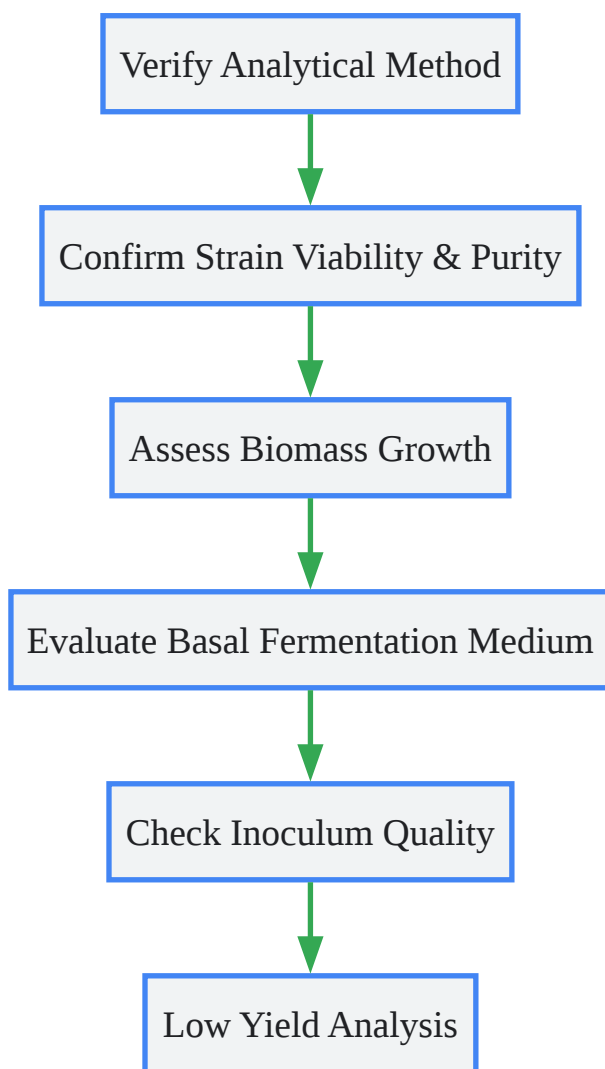 Verify Analytical Method
Confirm Strain Viability & Purity
Assess Biomass Growth
Evaluate Basal Fermentation Medium
Check Inoculum Quality
Low Yield Analysis